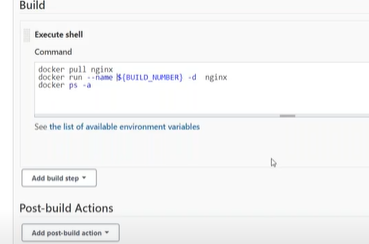 Build
Execute shell
Command
docker pull nginx
docker run --name ${BUILD_NUMBER} -d nginx
docker ps -a
See the list of available environment variables
Add build step
Post-build Actions
Add post-build action